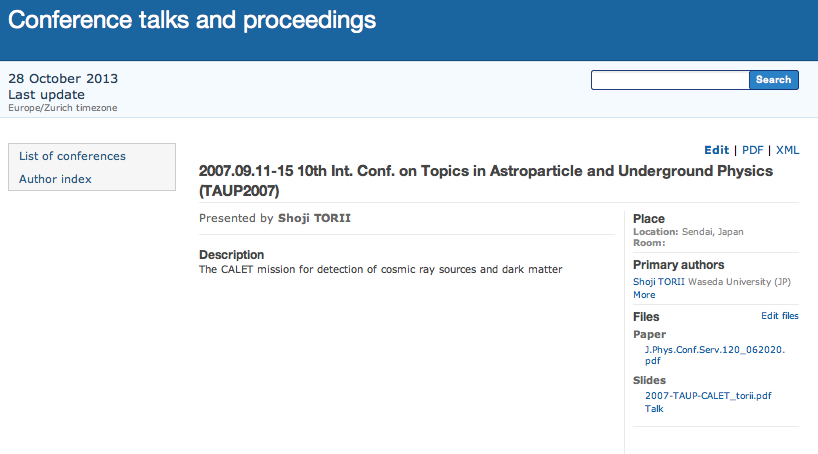 Conference talks and proceedings
28 October 2013
Last update
Europe/Zurich timezone
Search
List of conferences
Author index
Edit | PDF | XML
2007.09.11-15 10th Int. Conf. on Topics in Astroparticle and Underground Physics
(TAUP2007)
Presented by Shoji TORII
Description
The CALET mission for detection of cosmic ray sources and dark matter
Place
Location: Sendai, Japan
Room:
Primary authors
Shoji TORII Waseda University (JP)
More
Files Edit files
Paper
J.Phys.Conf.Serv.120_062020.
pdf
Slides
2007-TAUP-CALET_torii.pdf
Talk